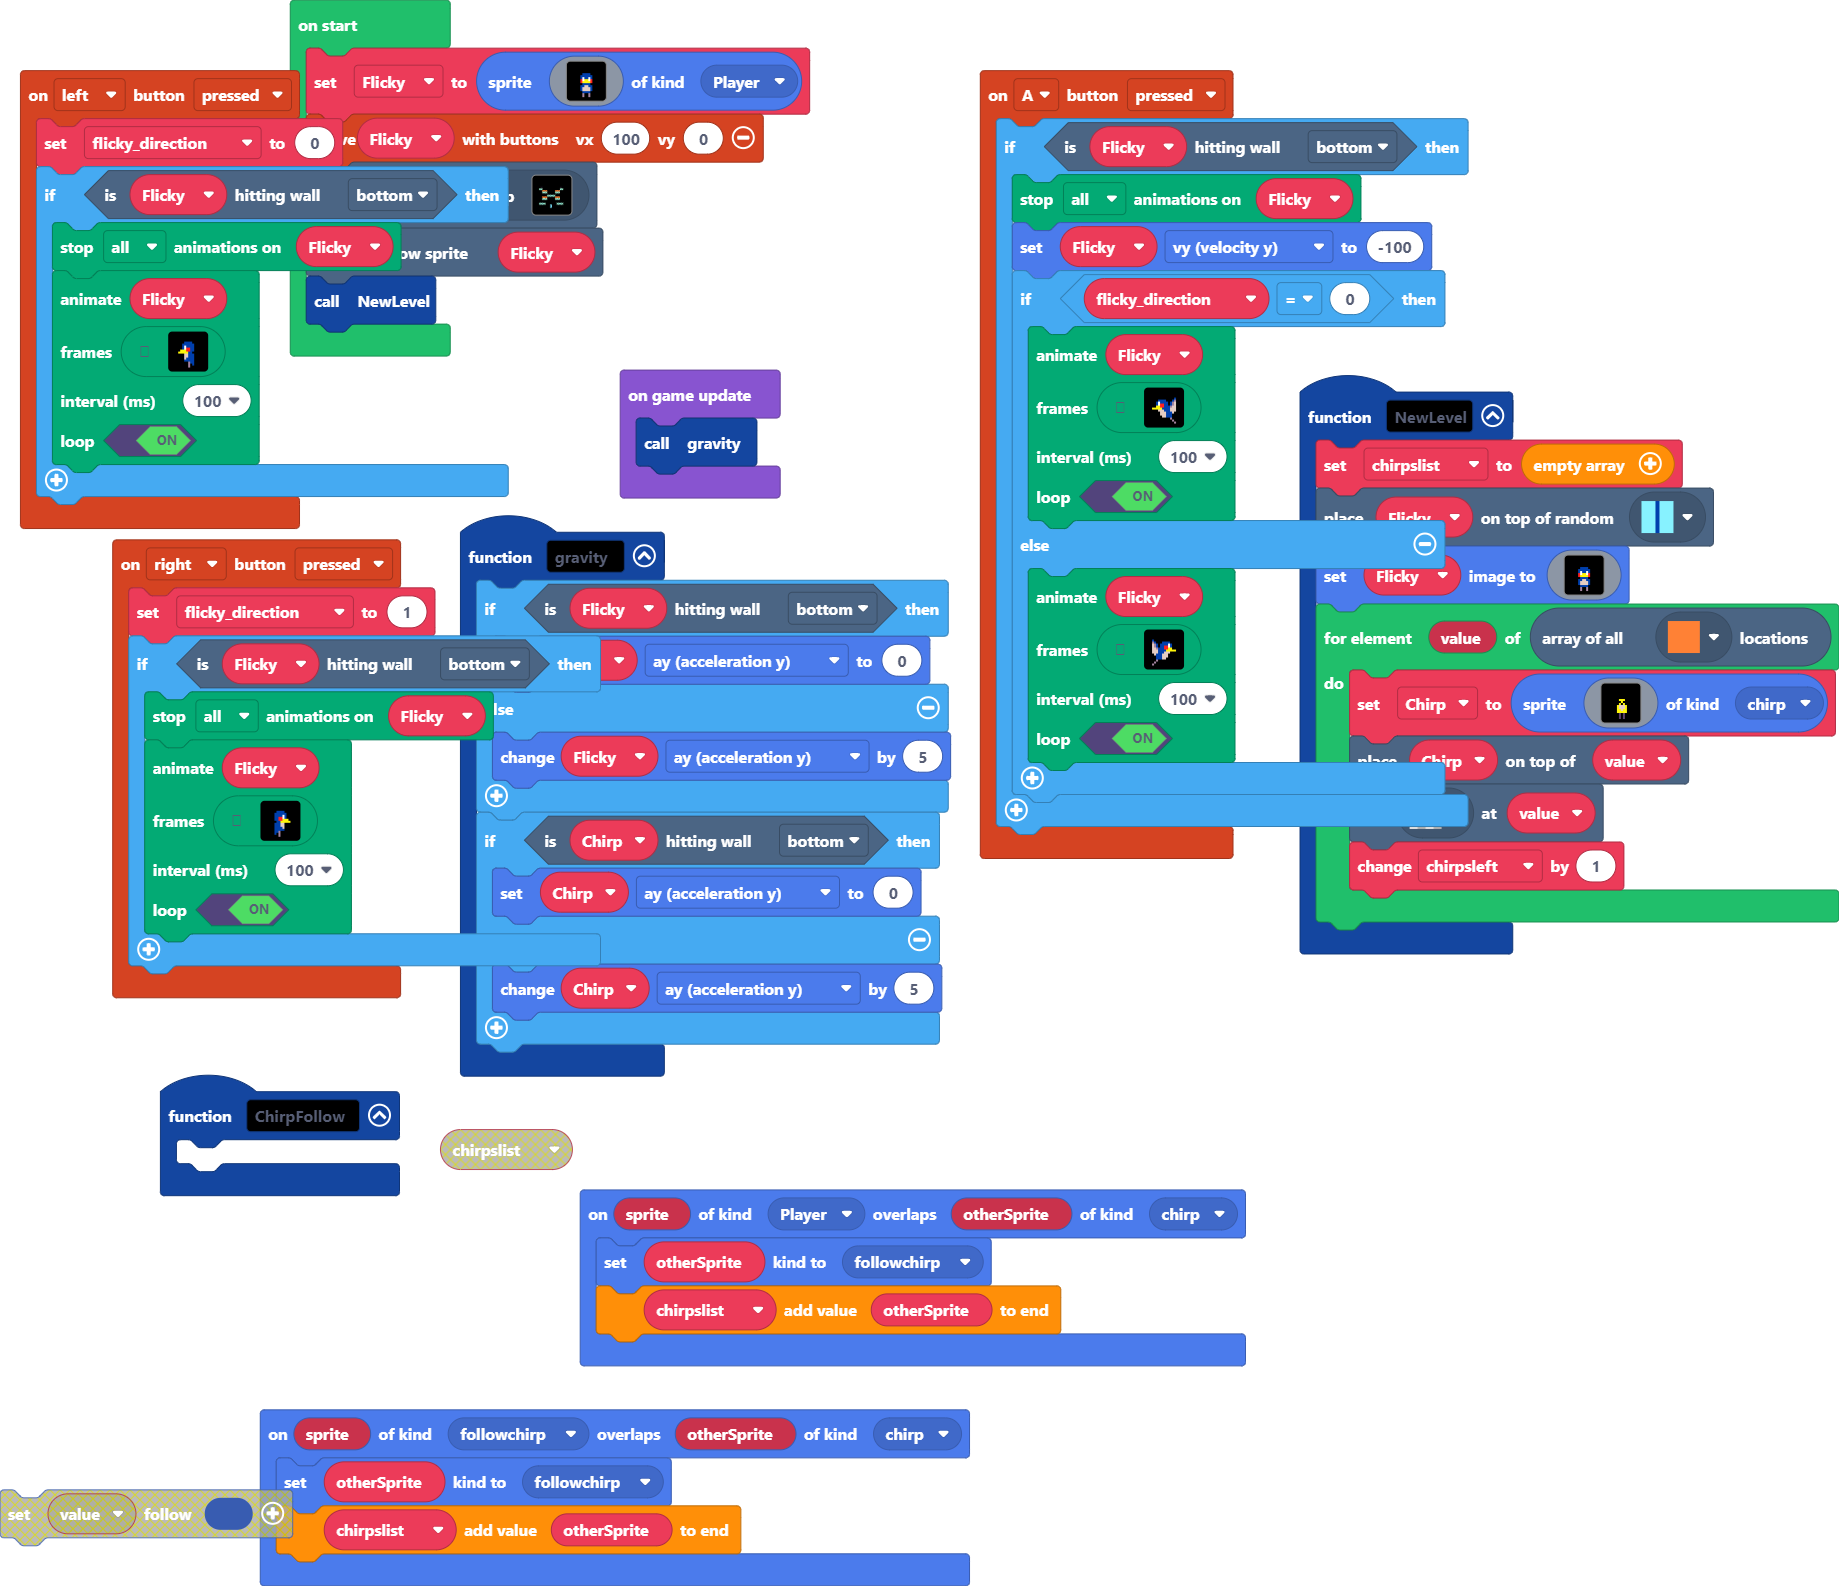 on start
set Flicky to sprite of kind Player
Flicky with buttons vx 100 vy 0
ow sprite Flicky
call NewLevel
on left button pressed
set flicky_direction to 0
if is Flicky hitting wall bottom then
stop all animations on Flicky
animate Flicky
frames
interval (ms) 100
loop ON
on game update
call gravity
on right button pressed
set flicky_direction to 1
if is Flicky hitting wall bottom then
stop all animations on Flicky
animate Flicky
frames
interval (ms) 100
loop ON
function gravity
if is Flicky hitting wall bottom then
ay (acceleration y) to 0
lse
change Flicky ay (acceleration y) by 5
if is Chirp hitting wall bottom then
set Chirp ay (acceleration y) to 0
change Chirp ay (acceleration y) by 5
on A button pressed
if is Flicky hitting wall bottom then
stop all animations on Flicky
set Flicky vy (velocity y) to -100
if flicky_direction = 0 then
animate Flicky
frames
interval (ms) 100
loop ON
else
animate Flicky
frames
interval (ms) 100
loop ON
function NewLevel
set chirpslist to empty array
place Flicky on top of random
set Flicky image to
for element value of array of all locations
do
set Chirp to sprite of kind chirp
place Chirp on top of value
at value
change chirpsleft by 1
function ChirpFollow
chirpslist
on sprite of kind Player overlaps otherSprite of kind chirp
set otherSprite kind to followchirp
chirpslist add value otherSprite to end
on sprite of kind followchirp overlaps otherSprite of kind chirp
set otherSprite kind to followchirp
chirpslist add value otherSprite to end
set value follow